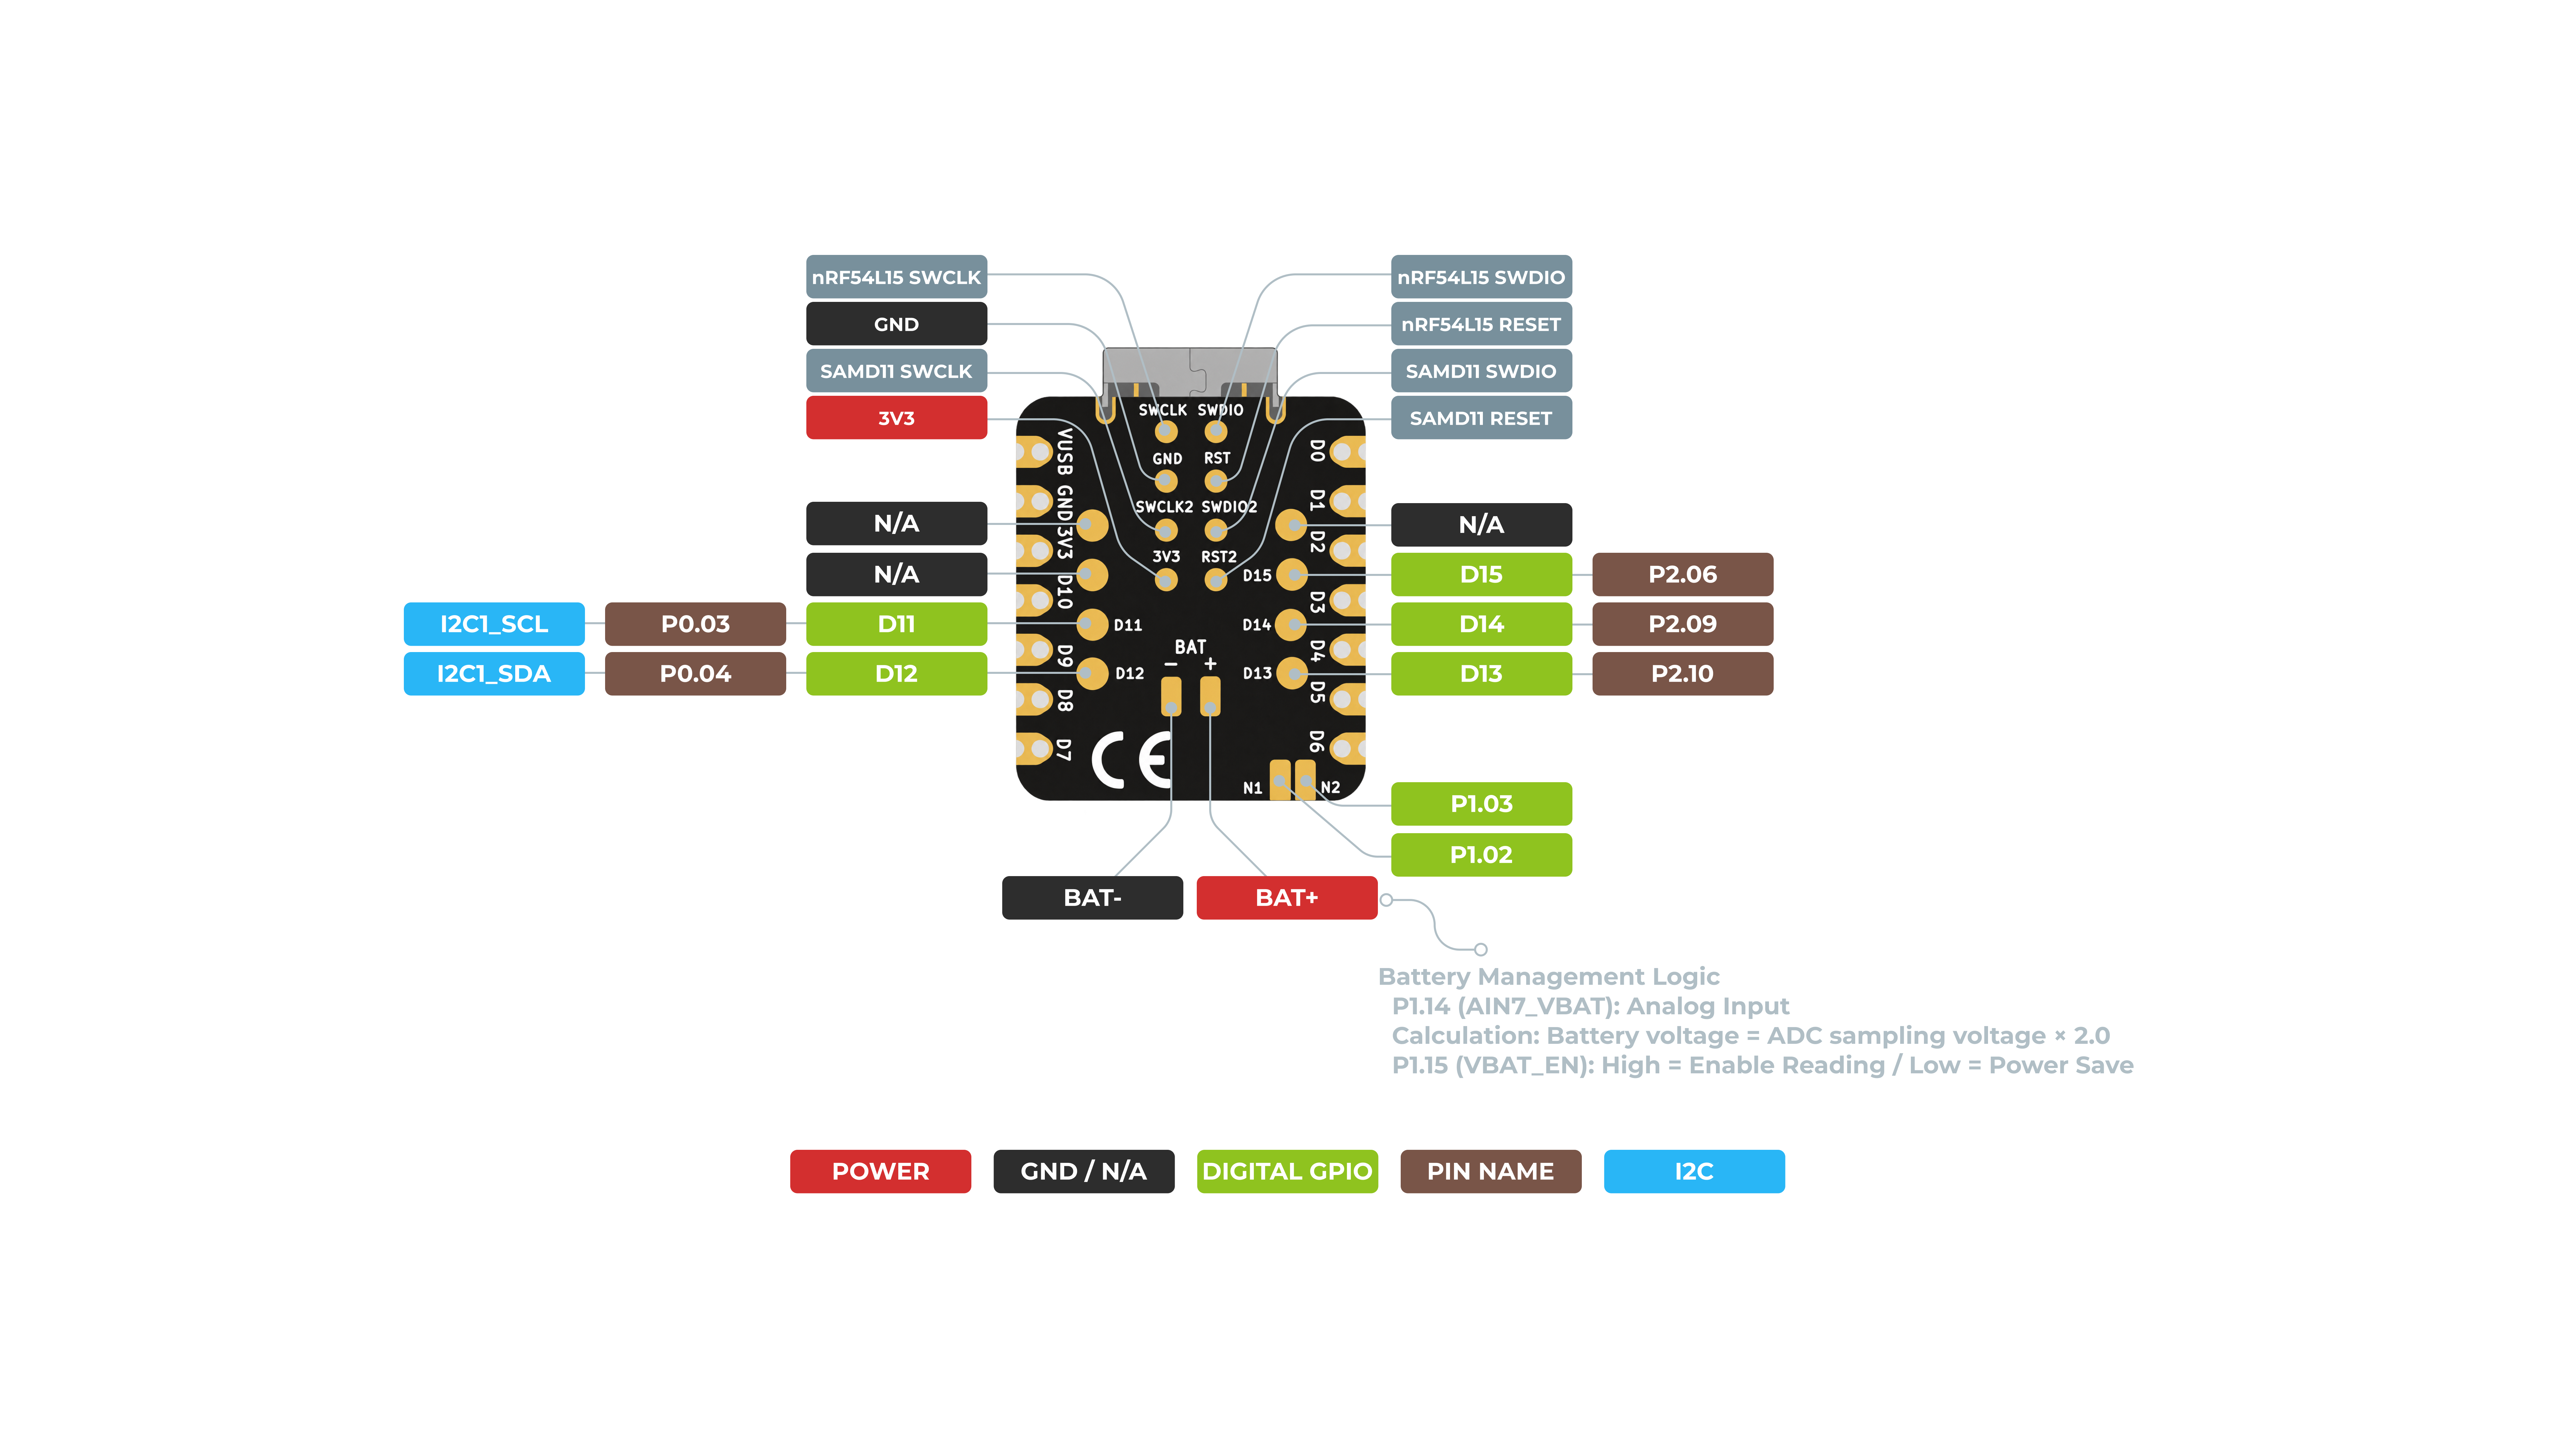 nRF54L15 SWCLK
GND
SAMD11 SWCLK
3V3
nRF54L15 SWDIO
nRF54L15 RESET
SAMD11 SWDIO
SAMD11 RESET
SWCLK SWDIO
GND RST
SWCLK2 SWDIO2
3V3 RST2
VUSB
GND
3V3
D10
D9
D8
D7
D0
D1
D2
D3
D4
D5
D6
N/A
N/A
I2C1_SCL P0.03 D11
I2C1_SDA P0.04 D12
D11
D12
D15
D14
D13
BAT
- +
CE
N1 N2
N/A
D15 P2.06
D14 P2.09
D13 P2.10
P1.03
P1.02
BAT- BAT+
Battery Management Logic
P1.14 (AIN7_VBAT): Analog Input
Calculation: Battery voltage = ADC sampling voltage × 2.0
P1.15 (VBAT_EN): High = Enable Reading / Low = Power Save
POWER GND / N/A DIGITAL GPIO PIN NAME I2C